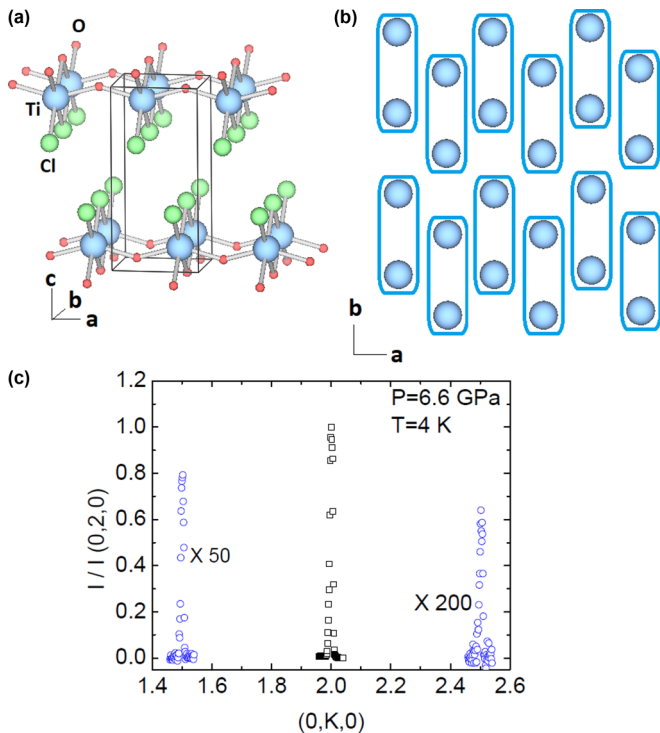 (a)
O
Ti
Cl
c
b
a
(b)
b
a
(c)
1.2
1.0
0.8
0.6
0.4
0.2
0.0
I / I (0,2,0)
P=6.6 GPa
T=4 K
X 50
X 200
1.4 1.6 1.8 2.0 2.2 2.4 2.6
(0,K,0)